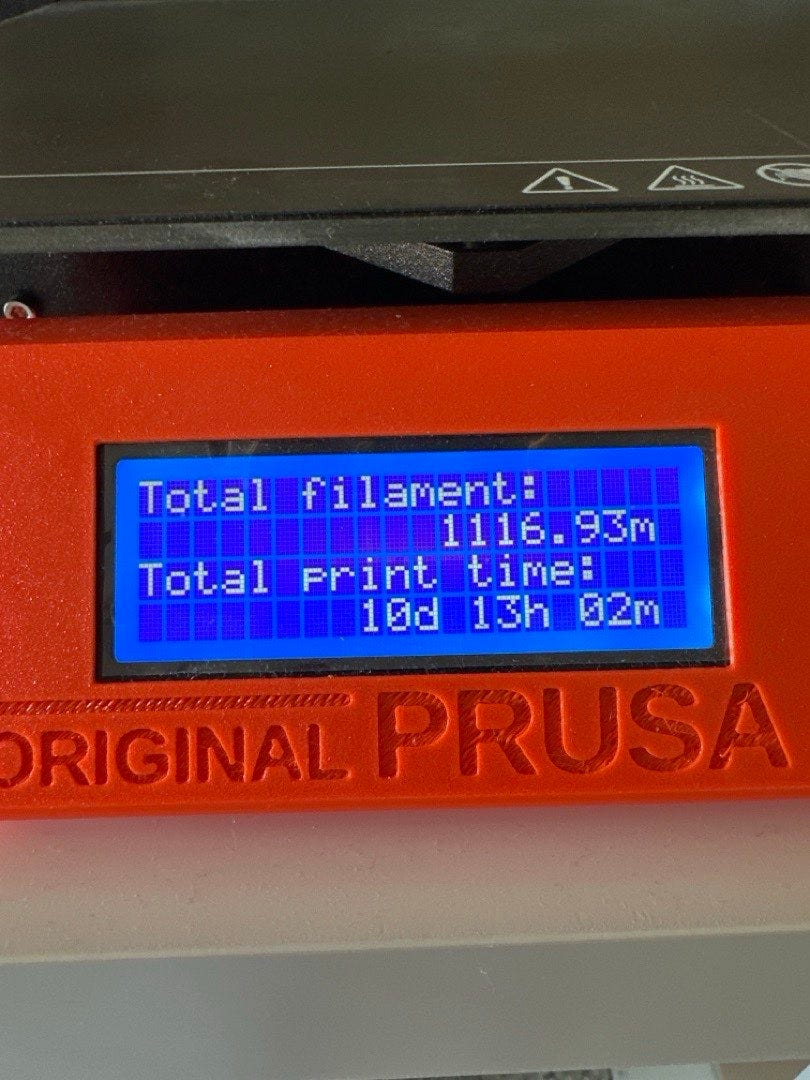 Total filament:
1116.93m
Total print time:
10d 13h 02m
ORIGINAL PRUSA